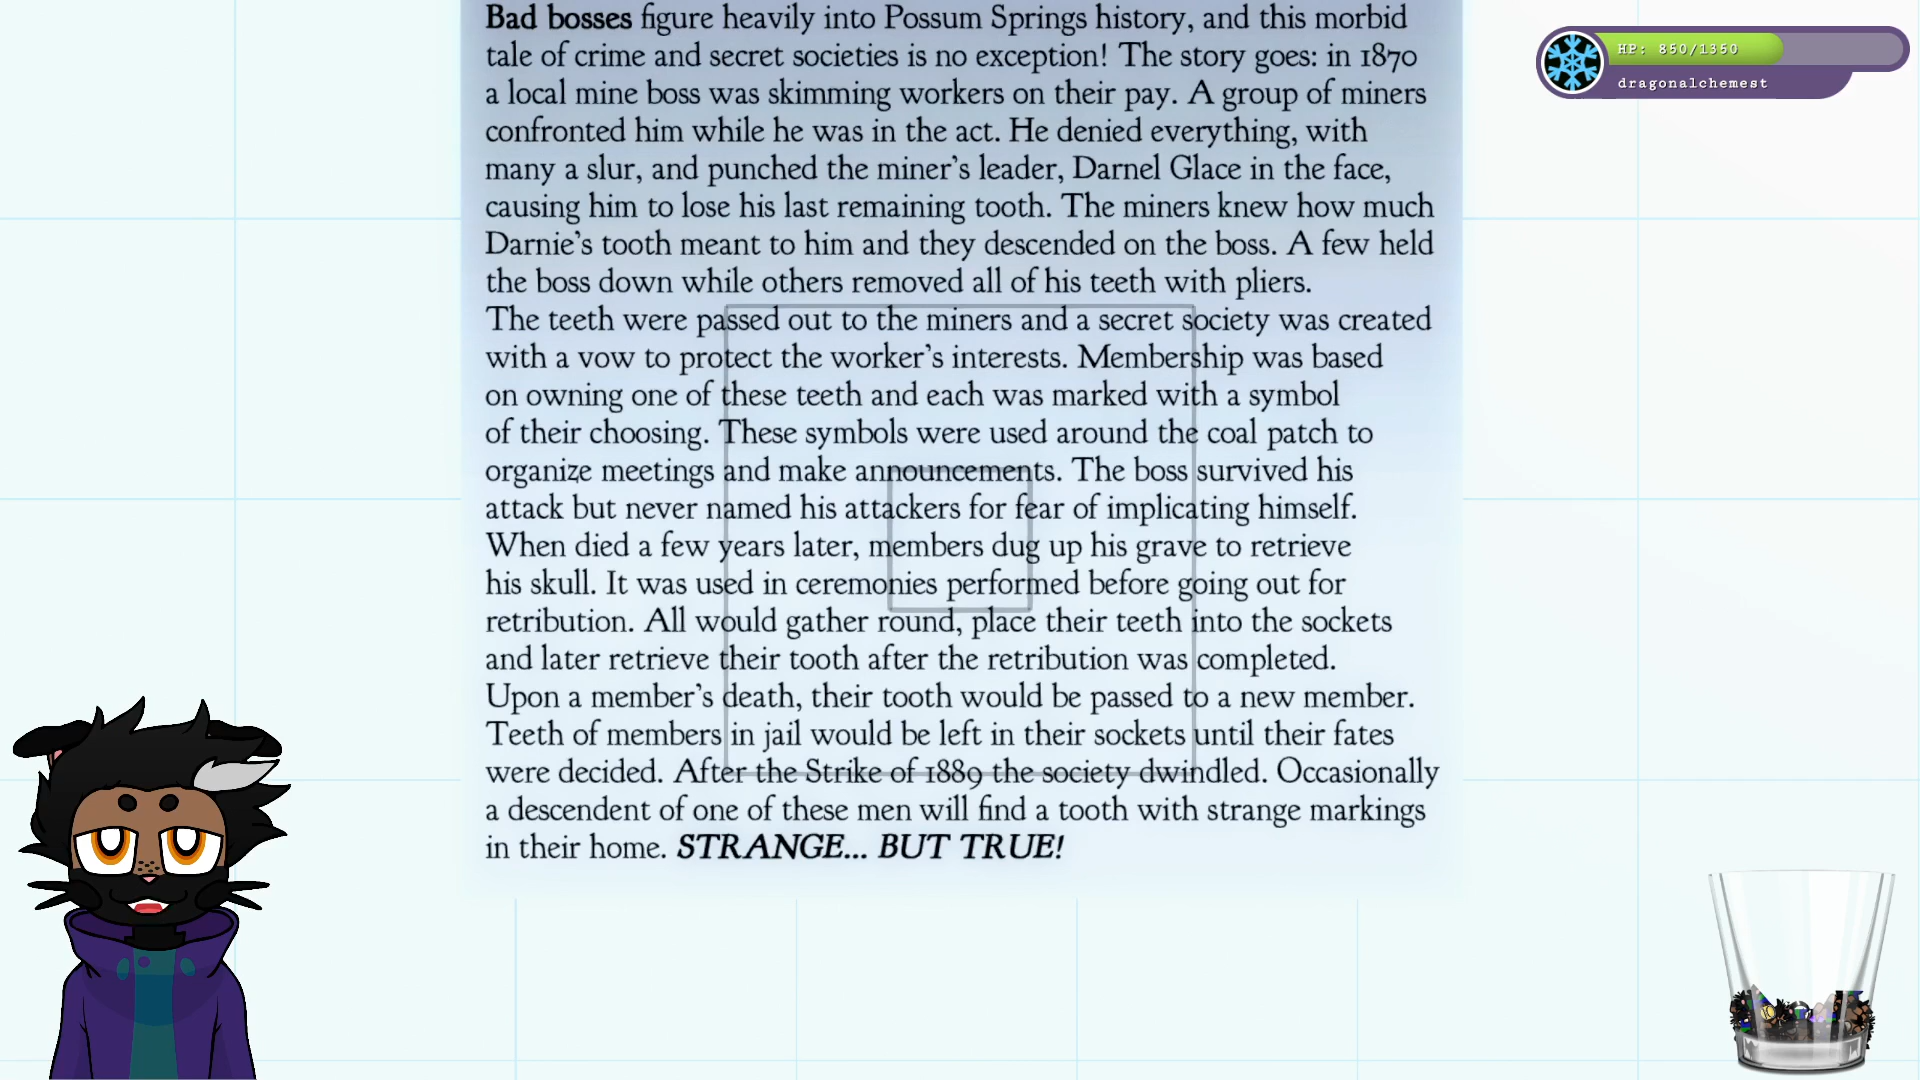 Bad bosses figure heavily into Possum Springs history, and this morbid
tale of crime and secret societies is no exception! The story goes: in 1870
a local mine boss was skimming workers on their pay. A group of miners
confronted him while he was in the act. He denied everything, with
many a slur, and punched the miner's leader, Darnel Glace in the face,
causing him to lose his last remaining tooth. The miners knew how much
Darnie's tooth meant to him and they descended on the boss. A few held
the boss down while others removed all of his teeth with pliers.
The teeth were passed out to the miners and a secret society was created
with a vow to protect the worker's interests. Membership was based
on owning one of these teeth and each was marked with a symbol
of their choosing. These symbols were used around the coal patch to
organize meetings and make announcements. The boss survived his
attack but never named his attackers for fear of implicating himself.
When died a few years later, members dug up his grave to retrieve
his skull. It was used in ceremonies performed before going out for
retribution. All would gather round, place their teeth into the sockets
and later retrieve their tooth after the retribution was completed.
Upon a member's death, their tooth would be passed to a new member.
Teeth of members in jail would be left in their sockets until their fates
were decided. After the Strike of 1889 the society dwindled. Occasionally
a descendent of one of these men will find a tooth with strange markings
in their home. STRANGE... BUT TRUE!
HP: 850/1350
dragonalchemest